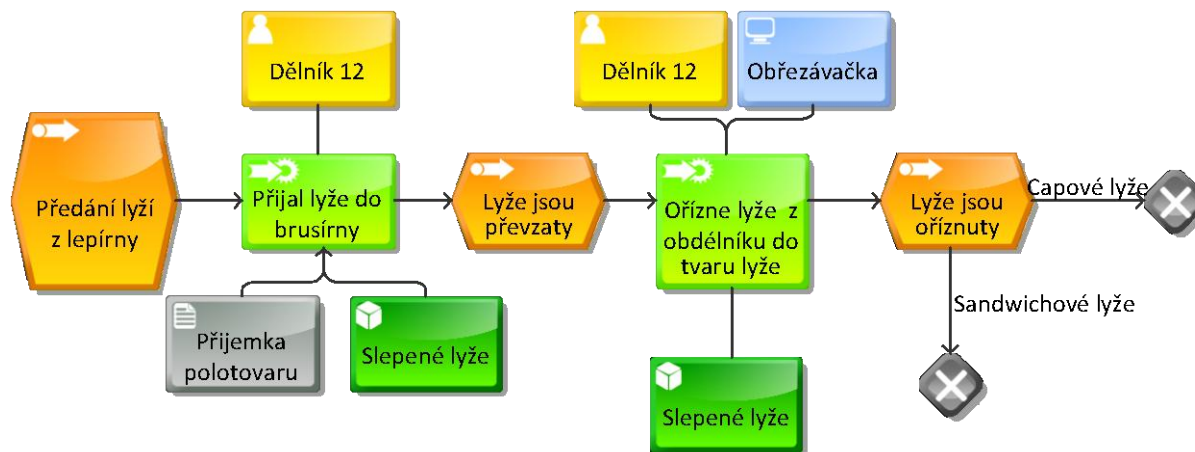 Dělník 12
Dělník 12
Obřezávačka
Předání lyží
z lepírny
Přijal lyže do
brusírny
Lyže jsou
převzaty
Ořízne lyže z
obdélníku do
tvaru lyže
Lyže jsou
oříznuty
Capové lyže
Sandwichové lyže
Přijemka
polotovaru
Slepené lyže
Slepené lyže